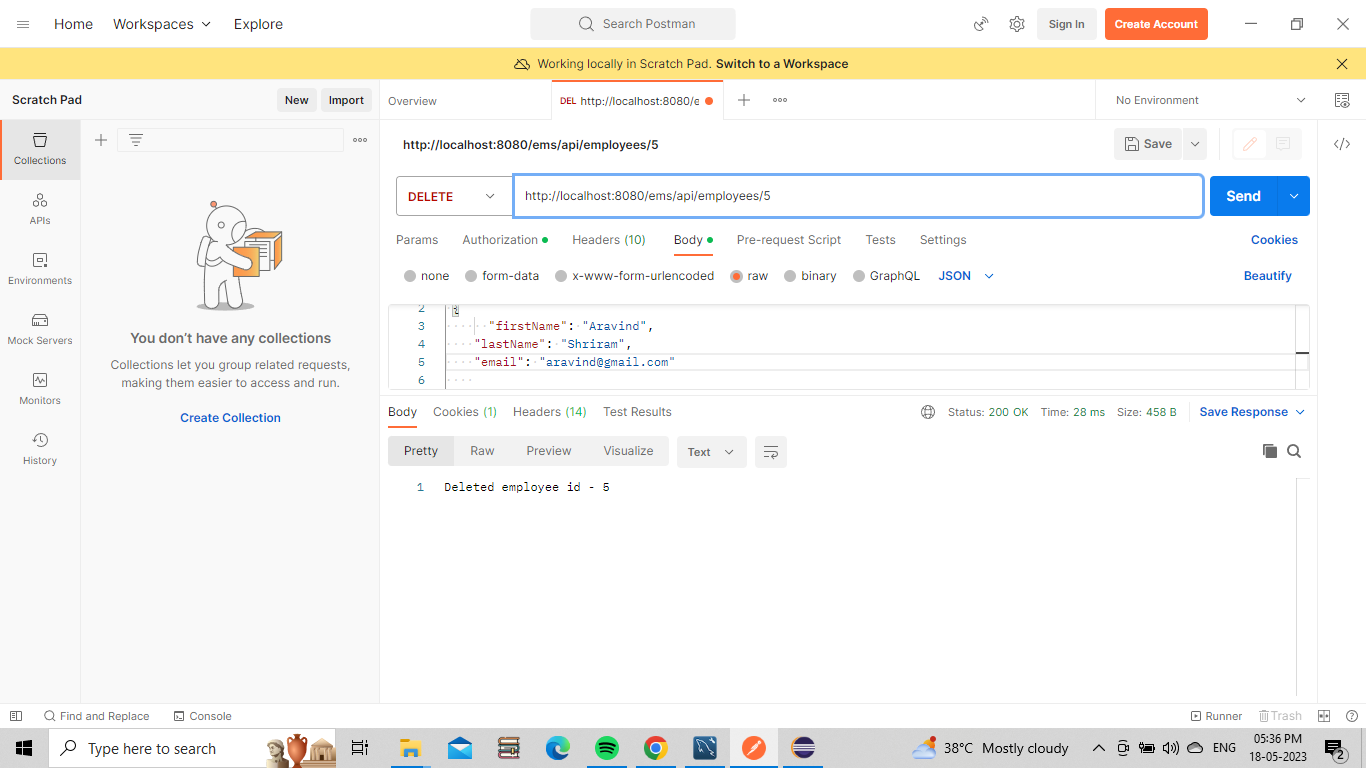 Home Workspaces Explore Search Postman Sign In Create Account
Working locally in Scratch Pad. Switch to a Workspace
Scratch Pad New Import Overview DEL http://localhost:8080/e No Environment
Collections
APIs
Environments
Mock Servers
Monitors
History
You don't have any collections
Collections let you group related requests,
making them easier to access and run.
Create Collection
http://localhost:8080/ems/api/employees/5 Save
DELETE http://localhost:8080/ems/api/employees/5 Send
Params Authorization Headers (10) Body Pre-request Script Tests Settings Cookies
none form-data x-www-form-urlencoded raw binary GraphQL JSON Beautify
2 {
3 "firstName": "Aravind",
4 "lastName": "Shriram",
5 "email": "aravind@gmail.com"
6
Body Cookies (1) Headers (14) Test Results Status: 200 OK Time: 28 ms Size: 458 B Save Response
Pretty Raw Preview Visualize Text
1 Deleted employee id - 5
Find and Replace Console Runner Trash
Type here to search 38°C Mostly cloudy ENG 05:36 PM
18-05-2023 2